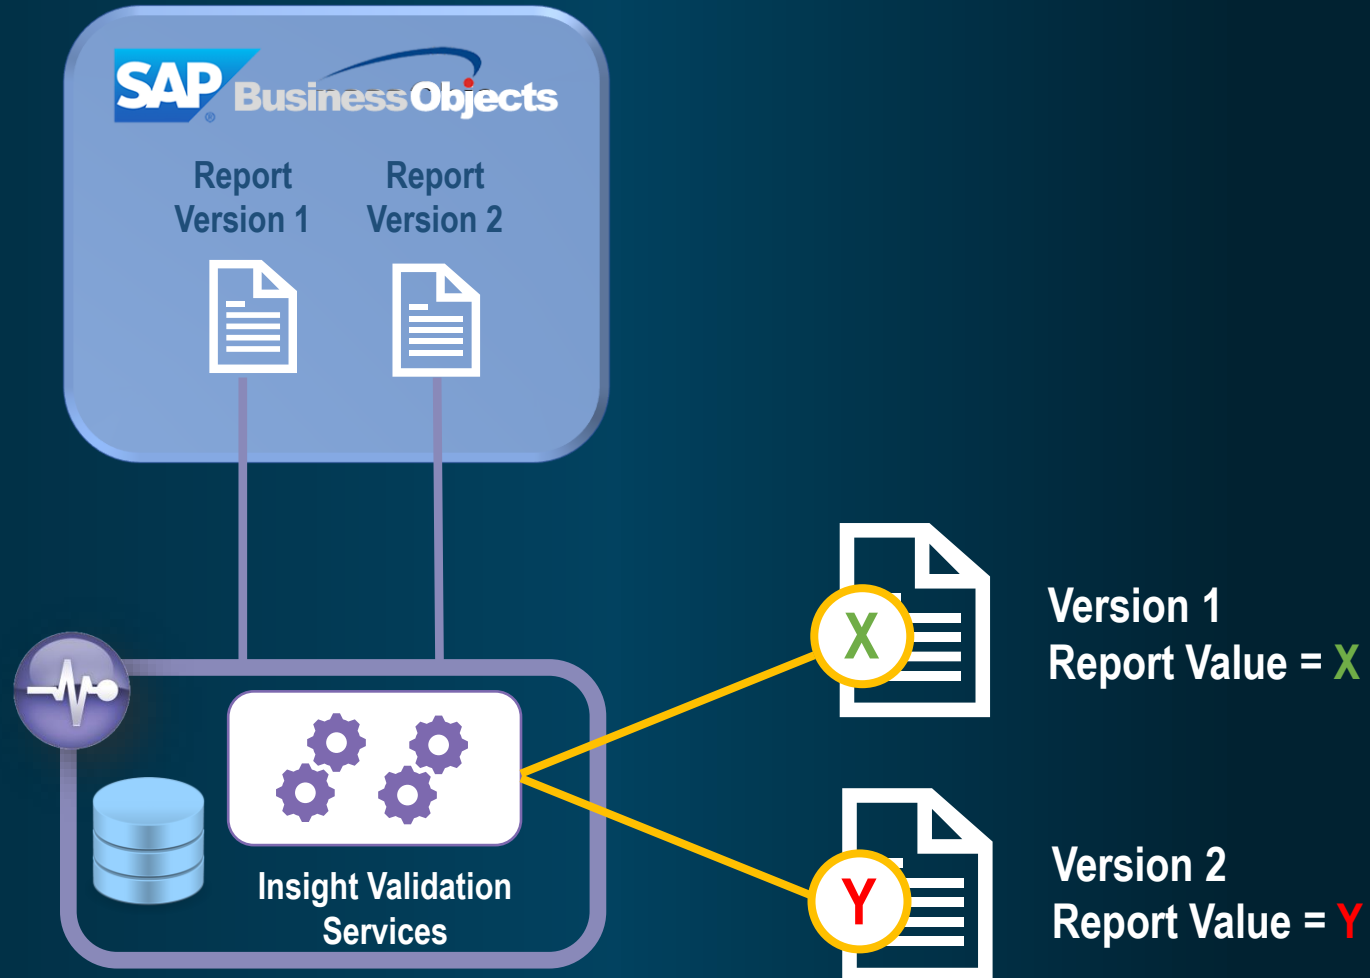 SAP ® BusinessObjects
Report Report
Version 1 Version 2
X
Version 1
Report Value = X
Insight Validation
Services
Y
Version 2
Report Value = Y